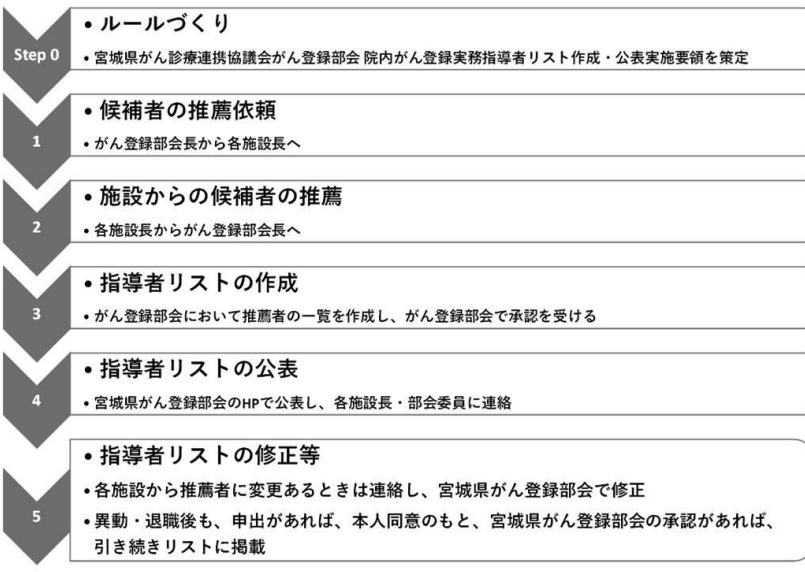 Step 0
• ルールづくり
• 宮城県がん診療連携協議会がん登録部会 院内がん登録実務指導者リスト作成・公表実施要領を策定
1
• 候補者の推薦依頼
• がん登録部会長から各施設長へ
2
• 施設からの候補者の推薦
• 各施設長からがん登録部会長へ
3
• 指導者リストの作成
• がん登録部会において推薦者の一覧を作成し、がん登録部会で承認を受ける
4
• 指導者リストの公表
• 宮城県がん登録部会のHPで公表し、各施設長・部会委員に連絡
5
• 指導者リストの修正等
• 各施設から推薦者に変更あるときは連絡し、宮城県がん登録部会で修正
• 異動・退職後も、申出があれば、本人同意のもと、宮城県がん登録部会の承認があれば、
引き続きリストに掲載